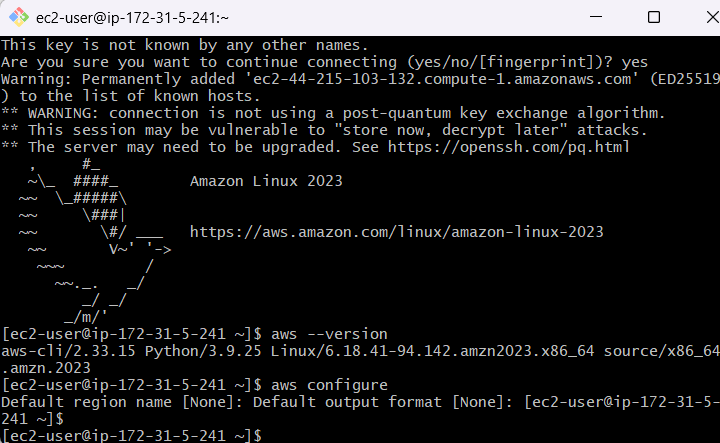 ec2-user@ip-172-31-5-241:~
This key is not known by any other names.
Are you sure you want to continue connecting (yes/no/[fingerprint])? yes
Warning: Permanently added 'ec2-44-215-103-132.compute-1.amazonaws.com' (ED25519
) to the list of known hosts.
** WARNING: connection is not using a post-quantum key exchange algorithm.
** This session may be vulnerable to "store now, decrypt later" attacks.
** The server may need to be upgraded. See https://openssh.com/pq.html
   ,     #_
   ~\_  ####_        Amazon Linux 2023
  ~~  \_#####\
  ~~     \###|
  ~~       \#/ ___   https://aws.amazon.com/linux/amazon-linux-2023
   ~~       V~' '->
    ~~~         /
      ~~._.   _/
         _/ _/
       _/m/'
[ec2-user@ip-172-31-5-241 ~]$ aws --version
aws-cli/2.33.15 Python/3.9.25 Linux/6.18.41-94.142.amzn2023.x86_64 source/x86_64
.amzn.2023
[ec2-user@ip-172-31-5-241 ~]$ aws configure
Default region name [None]: Default output format [None]: [ec2-user@ip-172-31-5-
241 ~]$
[ec2-user@ip-172-31-5-241 ~]$